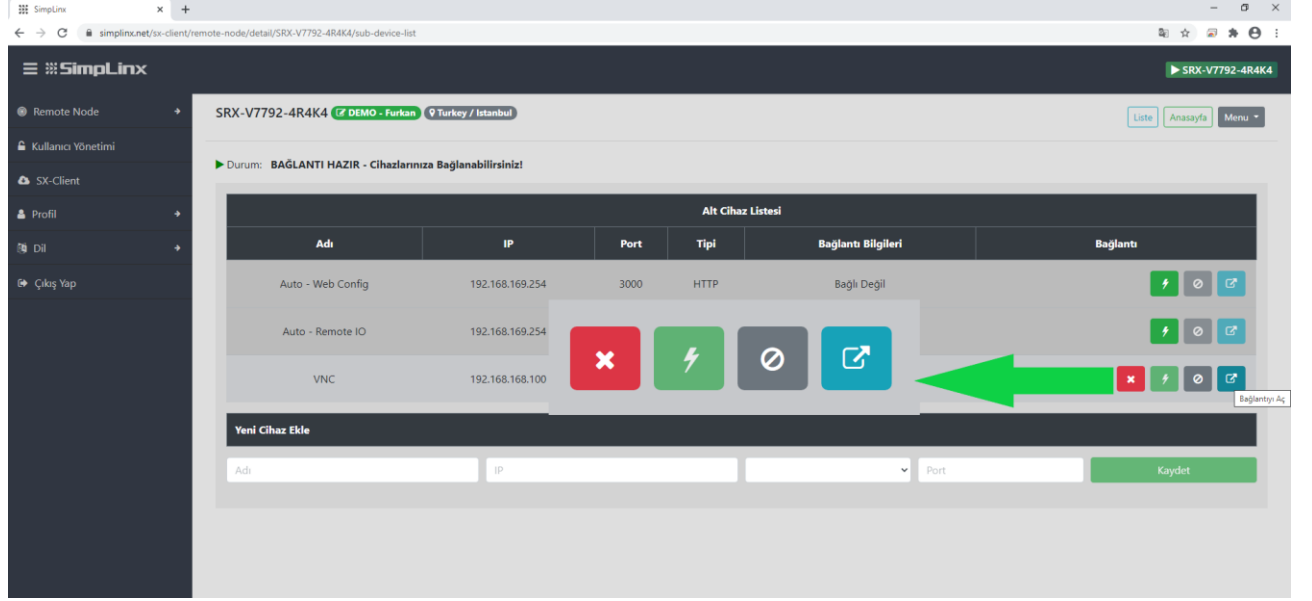 SimpLinx
simplinx.net/sx-client/remote-node/detail/SRX-V7792-4R4K4/sub-device-list
SimpLinx
SRX-V7792-4R4K4
Remote Node
SRX-V7792-4R4K4 DEMO - Furkan Turkey / Istanbul
Liste Anasayfa Menu
Kullanıcı Yönetimi
Durum: BAĞLANTI HAZIR - Cihazlarınıza Bağlanabilirsiniz!
SX-Client
Profil
Dil
Çıkış Yap
Alt Cihaz Listesi
Adı IP Port Tipi Bağlantı Bilgileri Bağlantı
Auto - Web Config 192.168.169.254 3000 HTTP Bağlı Değil
Auto - Remote IO 192.168.169.254
VNC 192.168.168.100
Bağlantıyı Aç
Yeni Cihaz Ekle
Adı IP Port Kaydet